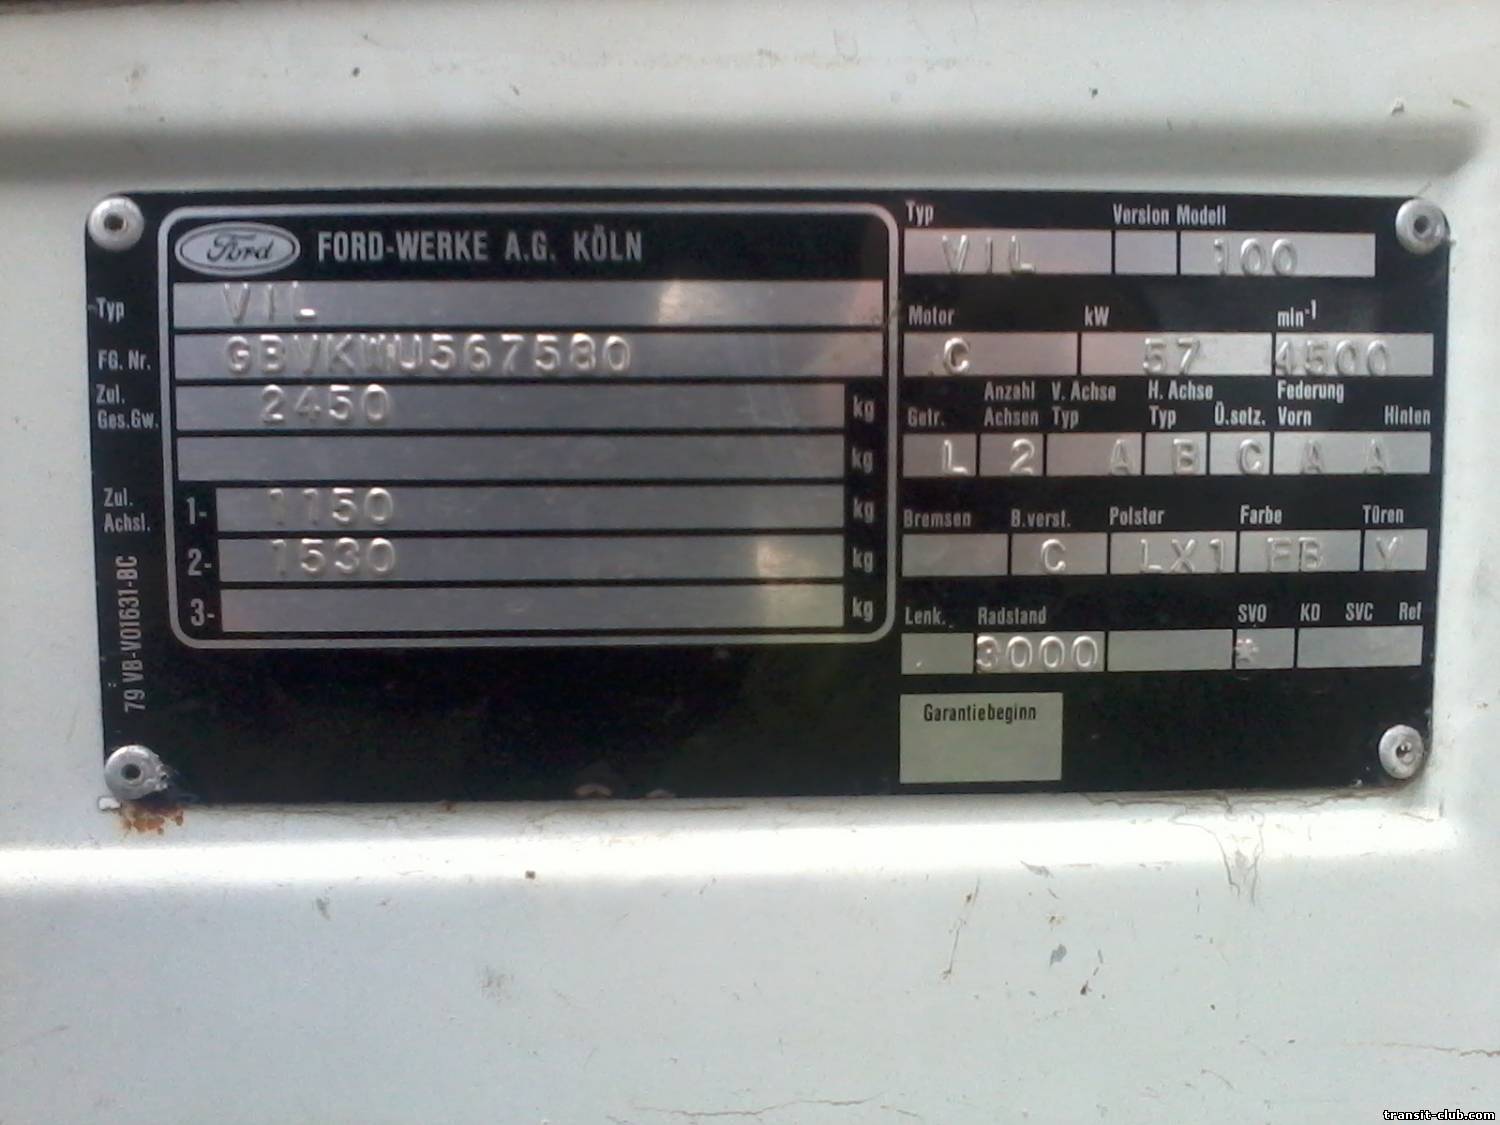 Ford FORD-WERKE A.G. KÖLN
Typ VIL
FG. Nr. GBVKWU567580
Zul. Ges.Gw. 2450 kg
kg
Zul. Achsl. 1- 1150 kg
2- 1530 kg
3- kg
79 VB-V01631-BC
Typ Version Modell
VIL 100
Motor kW min-1
C 57 4500
Anzahl V. Achse H. Achse Federung
Getr. Achsen Typ Typ Ü.setz. Vorn Hinten
L 2 A B C A A
Bremsen B.verst. Polster Farbe Türen
C LX1 FB Y
Lenk. Radstand SVO KD SVC Ref
3000 *
Garantiebeginn
transit-club.com